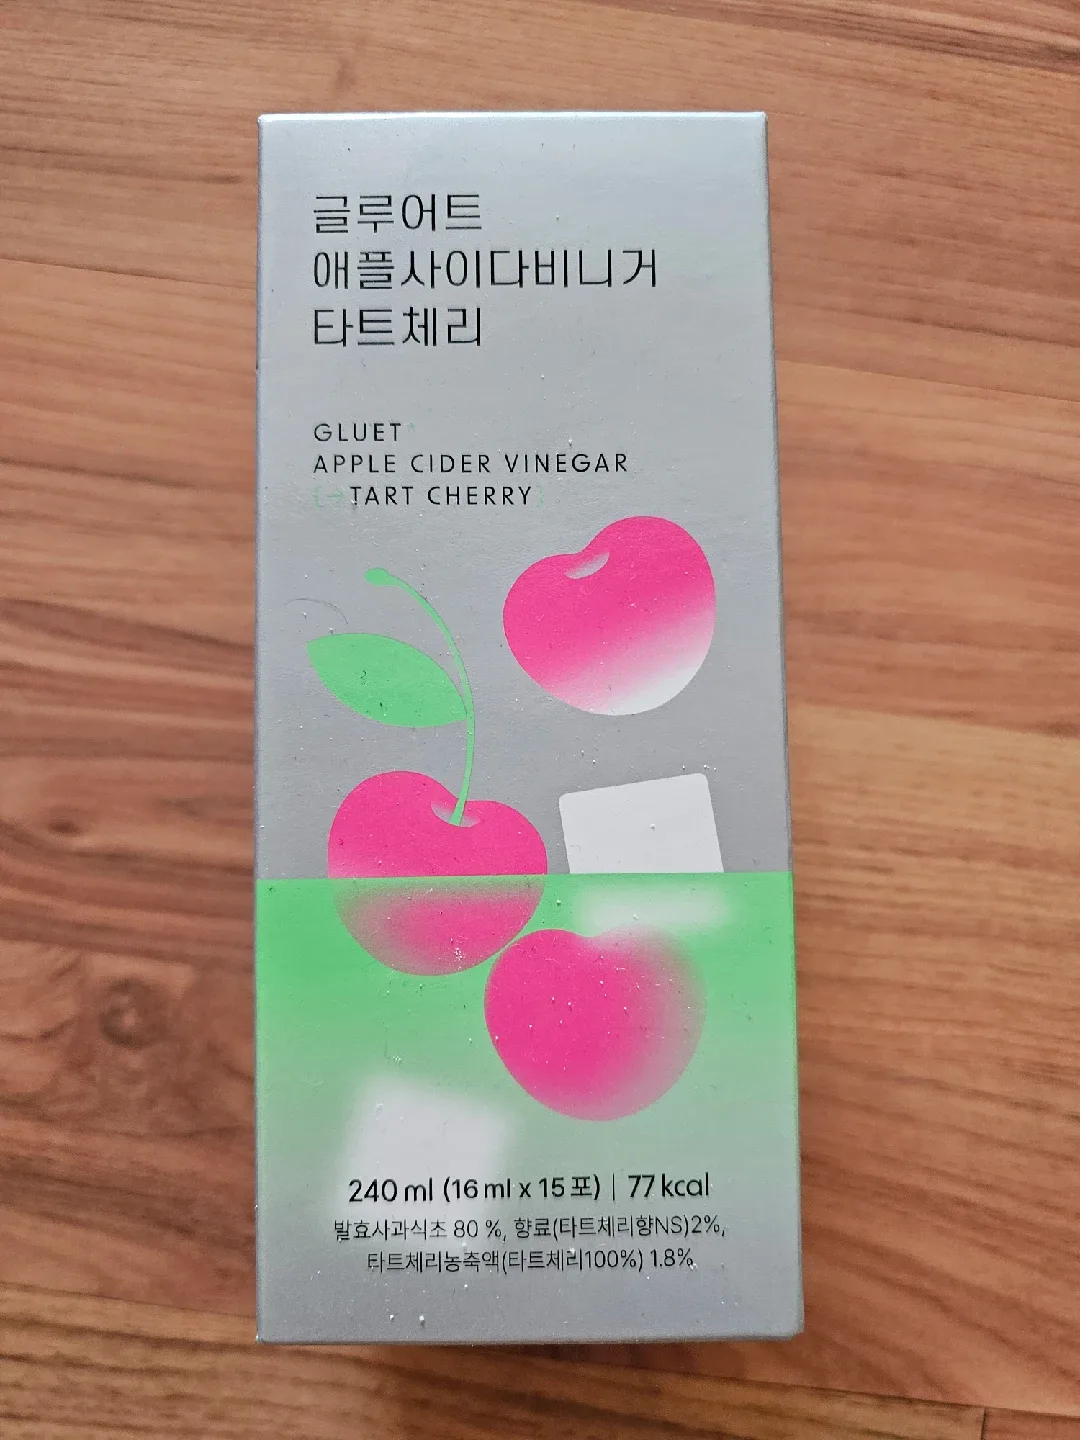 글루어트
애플사이다비니거
타트체리
GLUET
APPLE CIDER VINEGAR
(→TART CHERRY)
240 ml (16 ml x 15 포) | 77 kcal
발효사과식초 80 %, 향료(타트체리향NS)2%,
타트체리농축액(타트체리100%) 1.8%